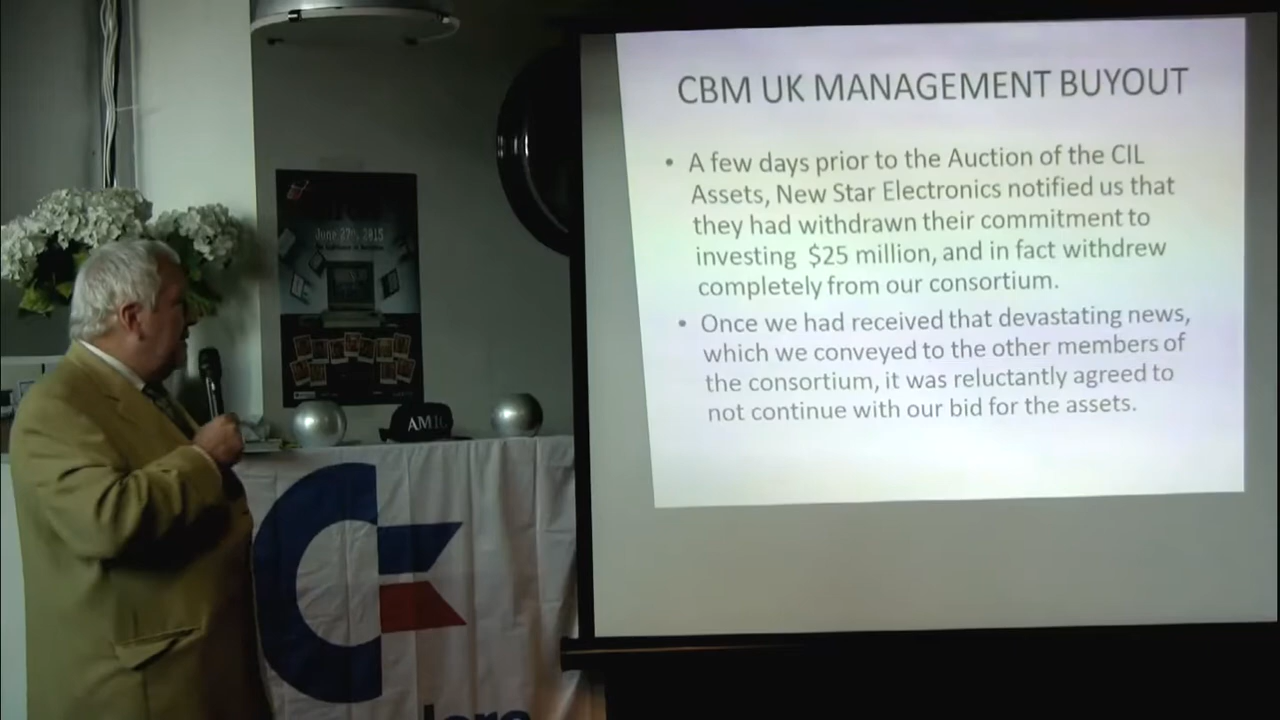 CBM UK MANAGEMENT BUYOUT
• A few days prior to the Auction of the CIL
Assets, New Star Electronics notified us that
they had withdrawn their commitment to
investing $25 million, and in fact withdrew
completely from our consortium.
• Once we had received that devastating news,
which we conveyed to the other members of
the consortium, it was reluctantly agreed to
not continue with our bid for the assets.
June 27th, 2015
AMIG